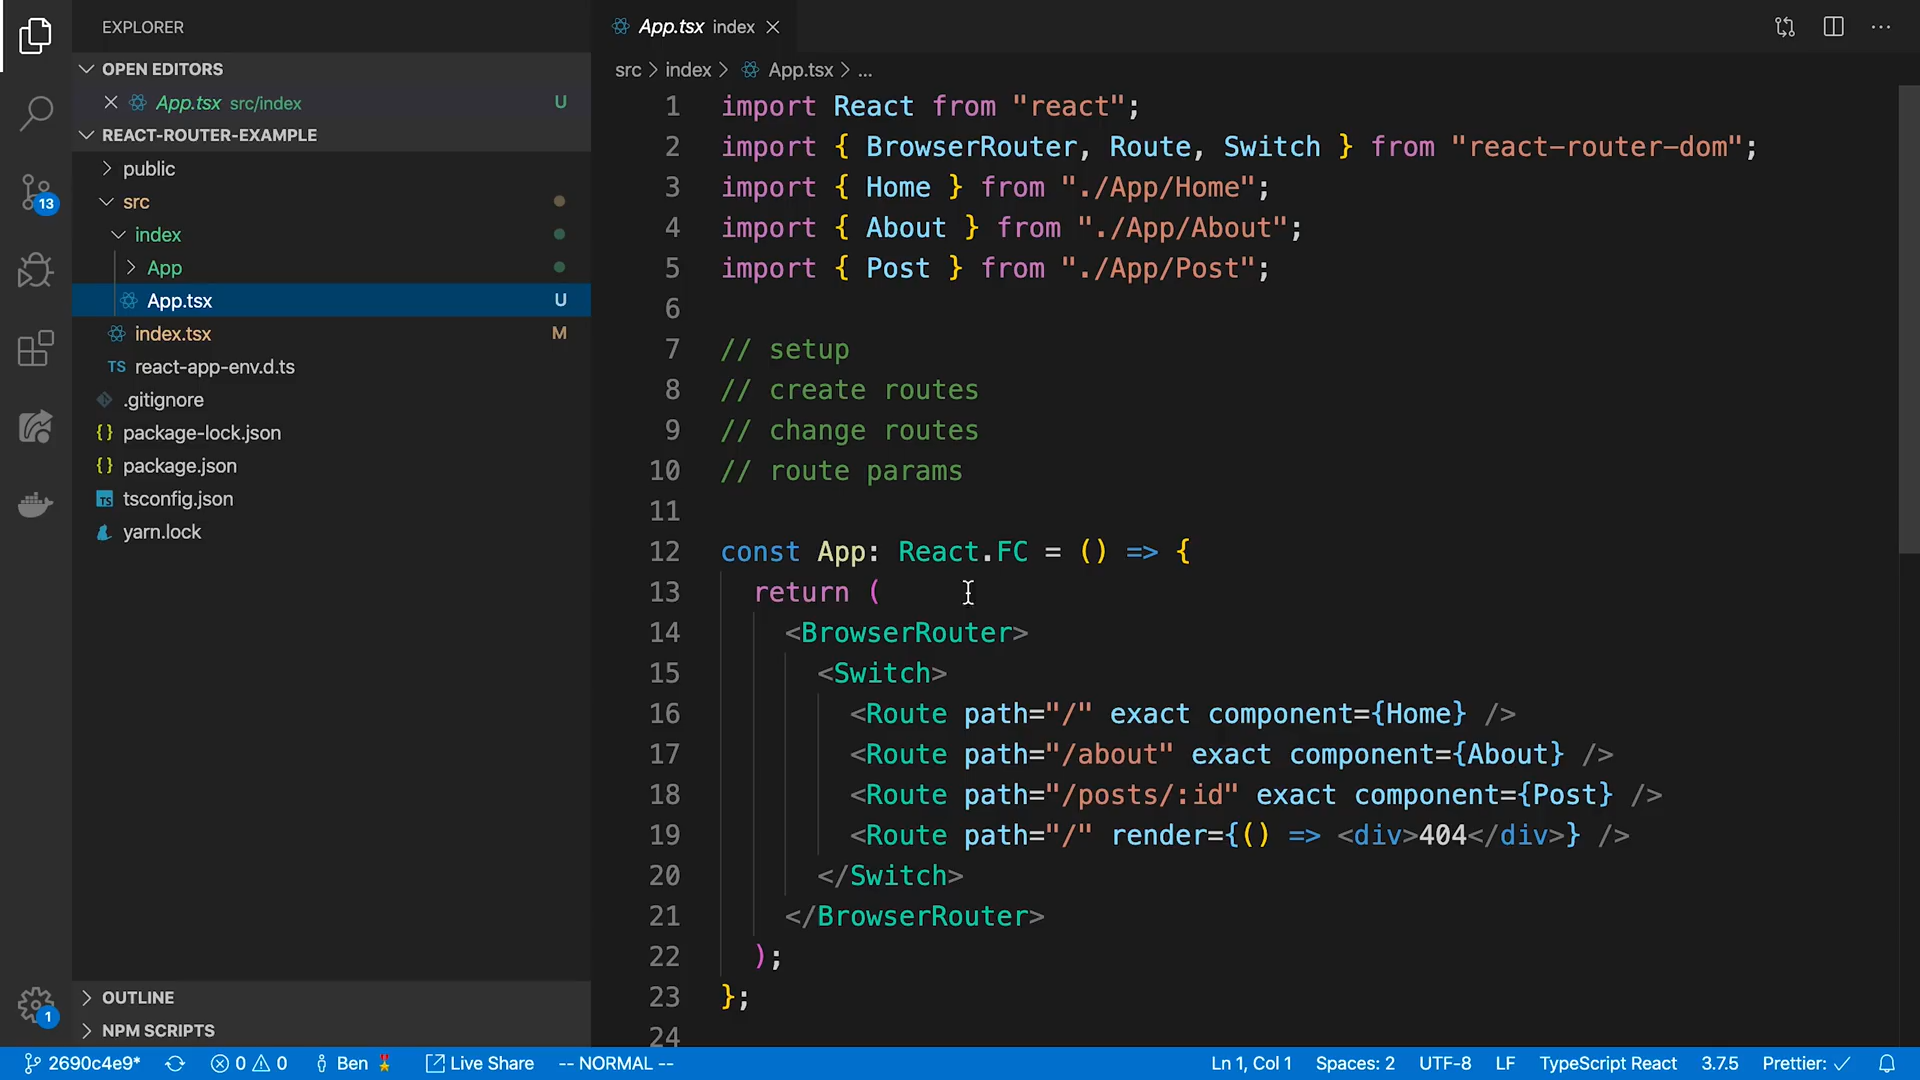 EXPLORER
OPEN EDITORS
App.tsx src/index U
REACT-ROUTER-EXAMPLE
public
src
index
App
App.tsx U
index.tsx M
TS react-app-env.d.ts
.gitignore
{} package-lock.json
{} package.json
TS tsconfig.json
yarn.lock
OUTLINE
NPM SCRIPTS
13
1
App.tsx index
src > index > App.tsx > ...
1 import React from "react";
2 import { BrowserRouter, Route, Switch } from "react-router-dom";
3 import { Home } from "./App/Home";
4 import { About } from "./App/About";
5 import { Post } from "./App/Post";
6
7 // setup
8 // create routes
9 // change routes
10 // route params
11
12 const App: React.FC = () => {
13 return (
14 <BrowserRouter>
15 <Switch>
16 <Route path="/" exact component={Home} />
17 <Route path="/about" exact component={About} />
18 <Route path="/posts/:id" exact component={Post} />
19 <Route path="/" render={() => <div>404</div>} />
20 </Switch>
21 </BrowserRouter>
22 );
23 };
24
2690c4e9* 0 0 Ben Live Share -- NORMAL -- Ln 1, Col 1 Spaces: 2 UTF-8 LF TypeScript React 3.7.5 Prettier: ✓